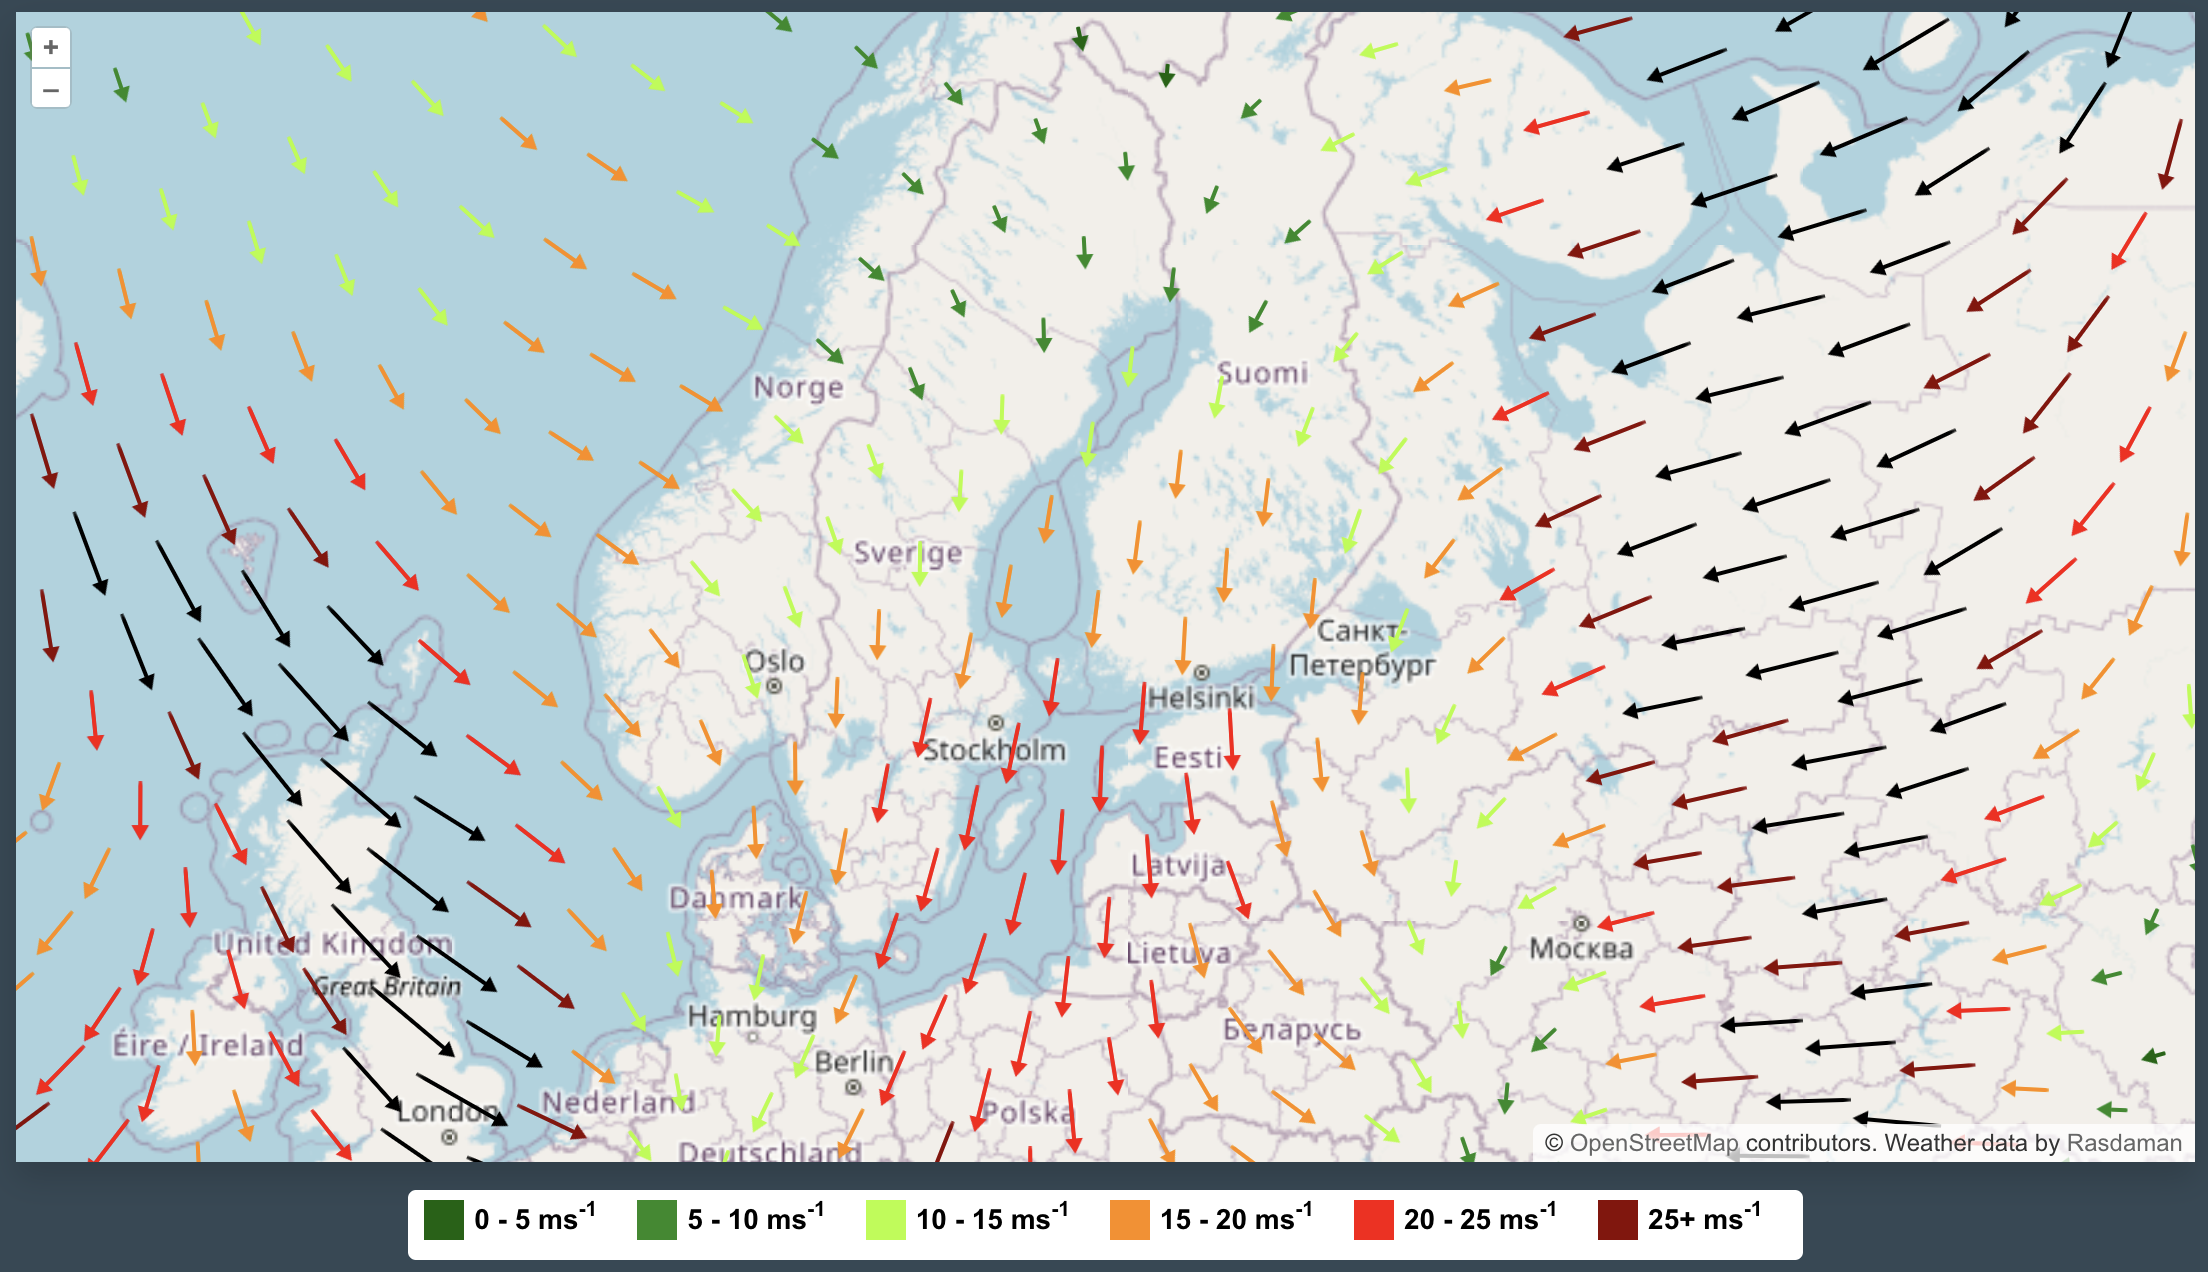 +
−
Norge
Suomi
Sverige
Oslo
Санкт-
Петербург
Helsinki
Stockholm
Eesti
Latvija
Danmark
United Kingdom
Lietuva
Москва
Great Britain
Hamburg
Беларусь
Éire / Ireland
Berlin
Nederland
London
Polska
Deutschland
© OpenStreetMap contributors. Weather data by Rasdaman
0 - 5 ms-1
5 - 10 ms-1
10 - 15 ms-1
15 - 20 ms-1
20 - 25 ms-1
25+ ms-1